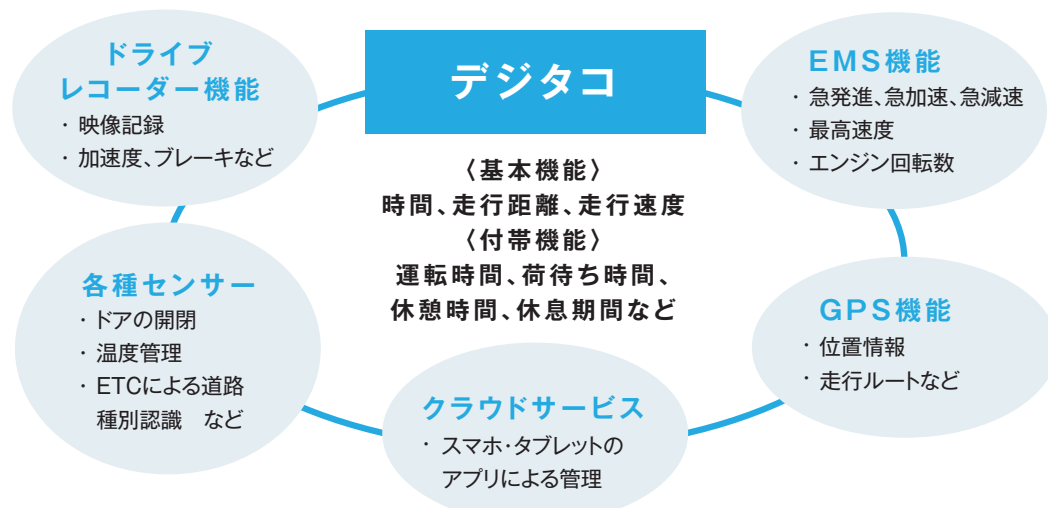 デジタコ
〈基本機能〉
時間、走行距離、走行速度
〈付帯機能〉
運転時間、荷待ち時間、
休憩時間、休息期間など
ドライブ
レコーダー機能
・映像記録
・加速度、ブレーキなど
EMS機能
・急発進、急加速、急減速
・最高速度
・エンジン回転数
各種センサー
・ドアの開閉
・温度管理
・ETCによる道路
種別認識　など
GPS機能
・位置情報
・走行ルートなど
クラウドサービス
・スマホ・タブレットの
アプリによる管理